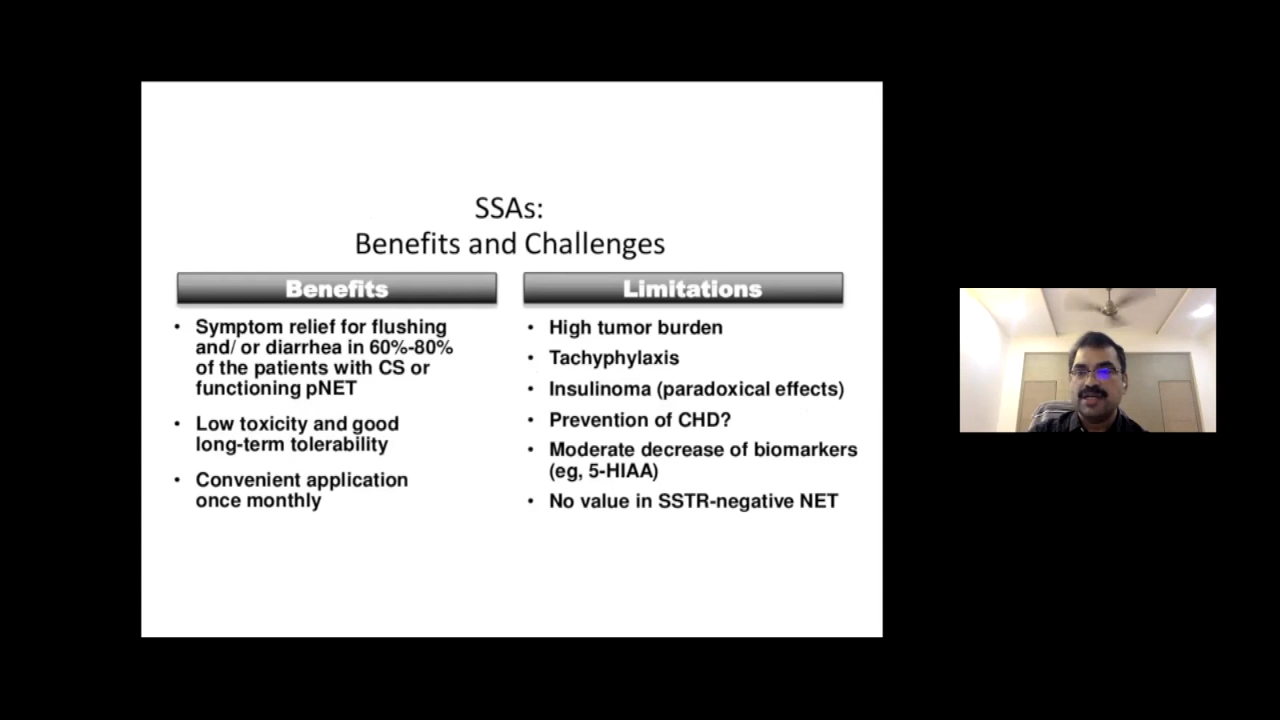 SSAs:
Benefits and Challenges
Benefits
• Symptom relief for flushing
and/ or diarrhea in 60%-80%
of the patients with CS or
functioning pNET
• Low toxicity and good
long-term tolerability
• Convenient application
once monthly
Limitations
• High tumor burden
• Tachyphylaxis
• Insulinoma (paradoxical effects)
• Prevention of CHD?
• Moderate decrease of biomarkers
(eg, 5-HIAA)
• No value in SSTR-negative NET